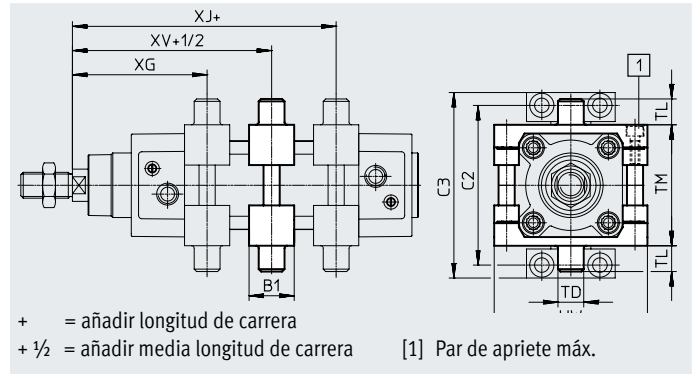 XJ+
XV+1/2
XG
B1
1
TL
C3
C2
TM
TL
TD
+ = añadir longitud de carrera
+ ½ = añadir media longitud de carrera
[1] Par de apriete máx.